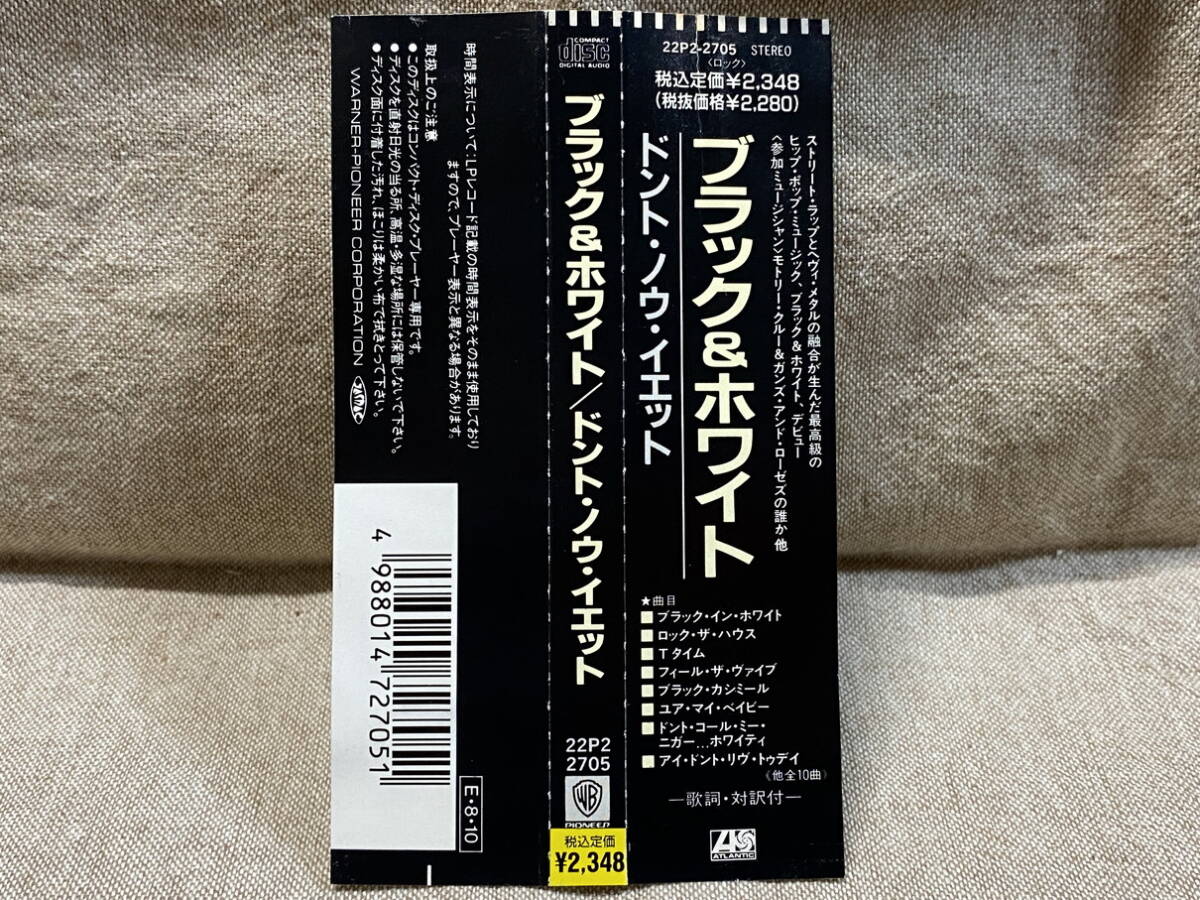 22P2-2705 STEREO
〈ロック〉
税込定価¥2,348
(税抜価格¥2,280)
ストリート・ラップとヘヴィ・メタルの融合が生んだ最高級の
ヒップ・ポップ・ミュージック、ブラック&ホワイト、デビュー
〈参加ミュージシャン〉モトリー・クルー&ガンズ・アンド・ローゼズの誰か他
ブラック&ホワイト
ドント・ノウ・イエット
★曲目
■ブラック・イン・ホワイト
■ロック・ザ・ハウス
■Tタイム
■フィール・ザ・ヴァイブ
■ブラック・カシミール
■ユア・マイ・ベイビー
■ドント・コール・ミー・
ニガー…ホワイティ
■アイ・ドント・リヴ・トゥデイ
〈他全10曲〉
—歌詞・対訳付—
ATLANTIC
COMPACT
disc
DIGITAL AUDIO
ブラック&ホワイト/ドント・ノウ・イエット
22P2
2705
WB
PIONEER
税込定価
¥2,348
時間表示について:LPレコード記載の時間表示をそのまま使用しており
ますので、プレーヤー表示と異なる場合があります。
取扱上のご注意
●このディスクはコンパクト・ディスク・プレーヤー専用です。
●ディスクを直射日光の当る所、高温・多湿な場所には保管しないで下さい。
●ディスク面に付着した汚れ、ほこりは柔かい布で拭きとって下さい。
WARNER-PIONEER CORPORATION
4 988014 727051
E・8・10